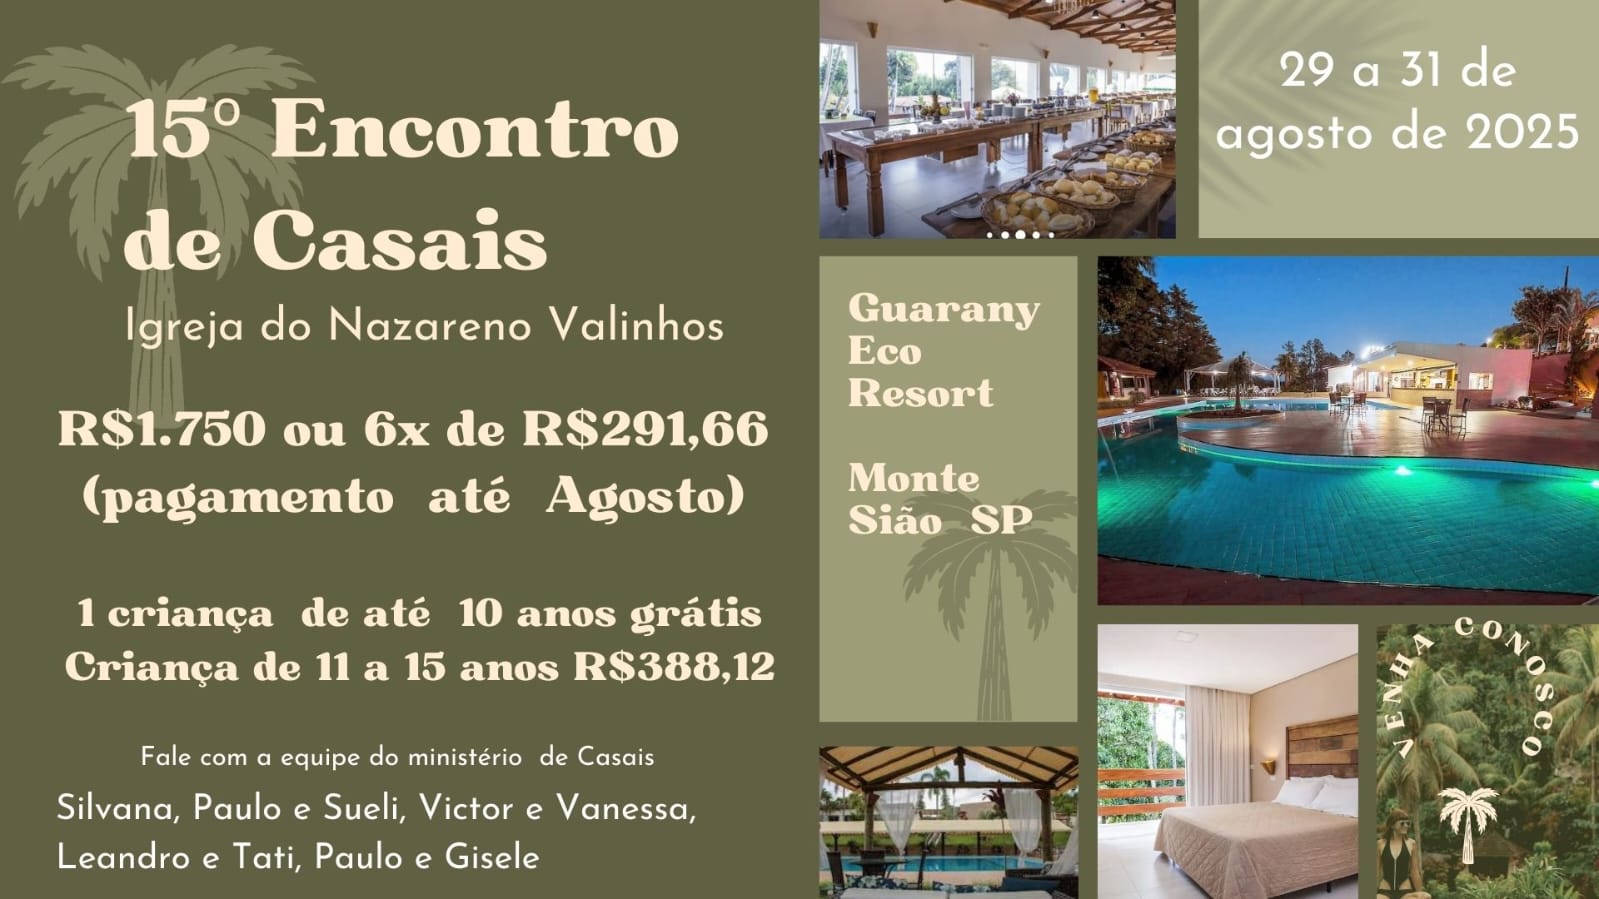 15º Encontro
de Casais
Igreja do Nazareno Valinhos
R$1.750 ou 6x de R$291,66
(pagamento até Agosto)
1 criança de até 10 anos grátis
Criança de 11 a 15 anos R$388,12
Fale com a equipe do ministério de Casais
Silvana, Paulo e Sueli, Victor e Vanessa,
Leandro e Tati, Paulo e Gisele
29 a 31 de
agosto de 2025
Guarany
Eco
Resort
Monte
Sião SP
VENHA CONOSCO